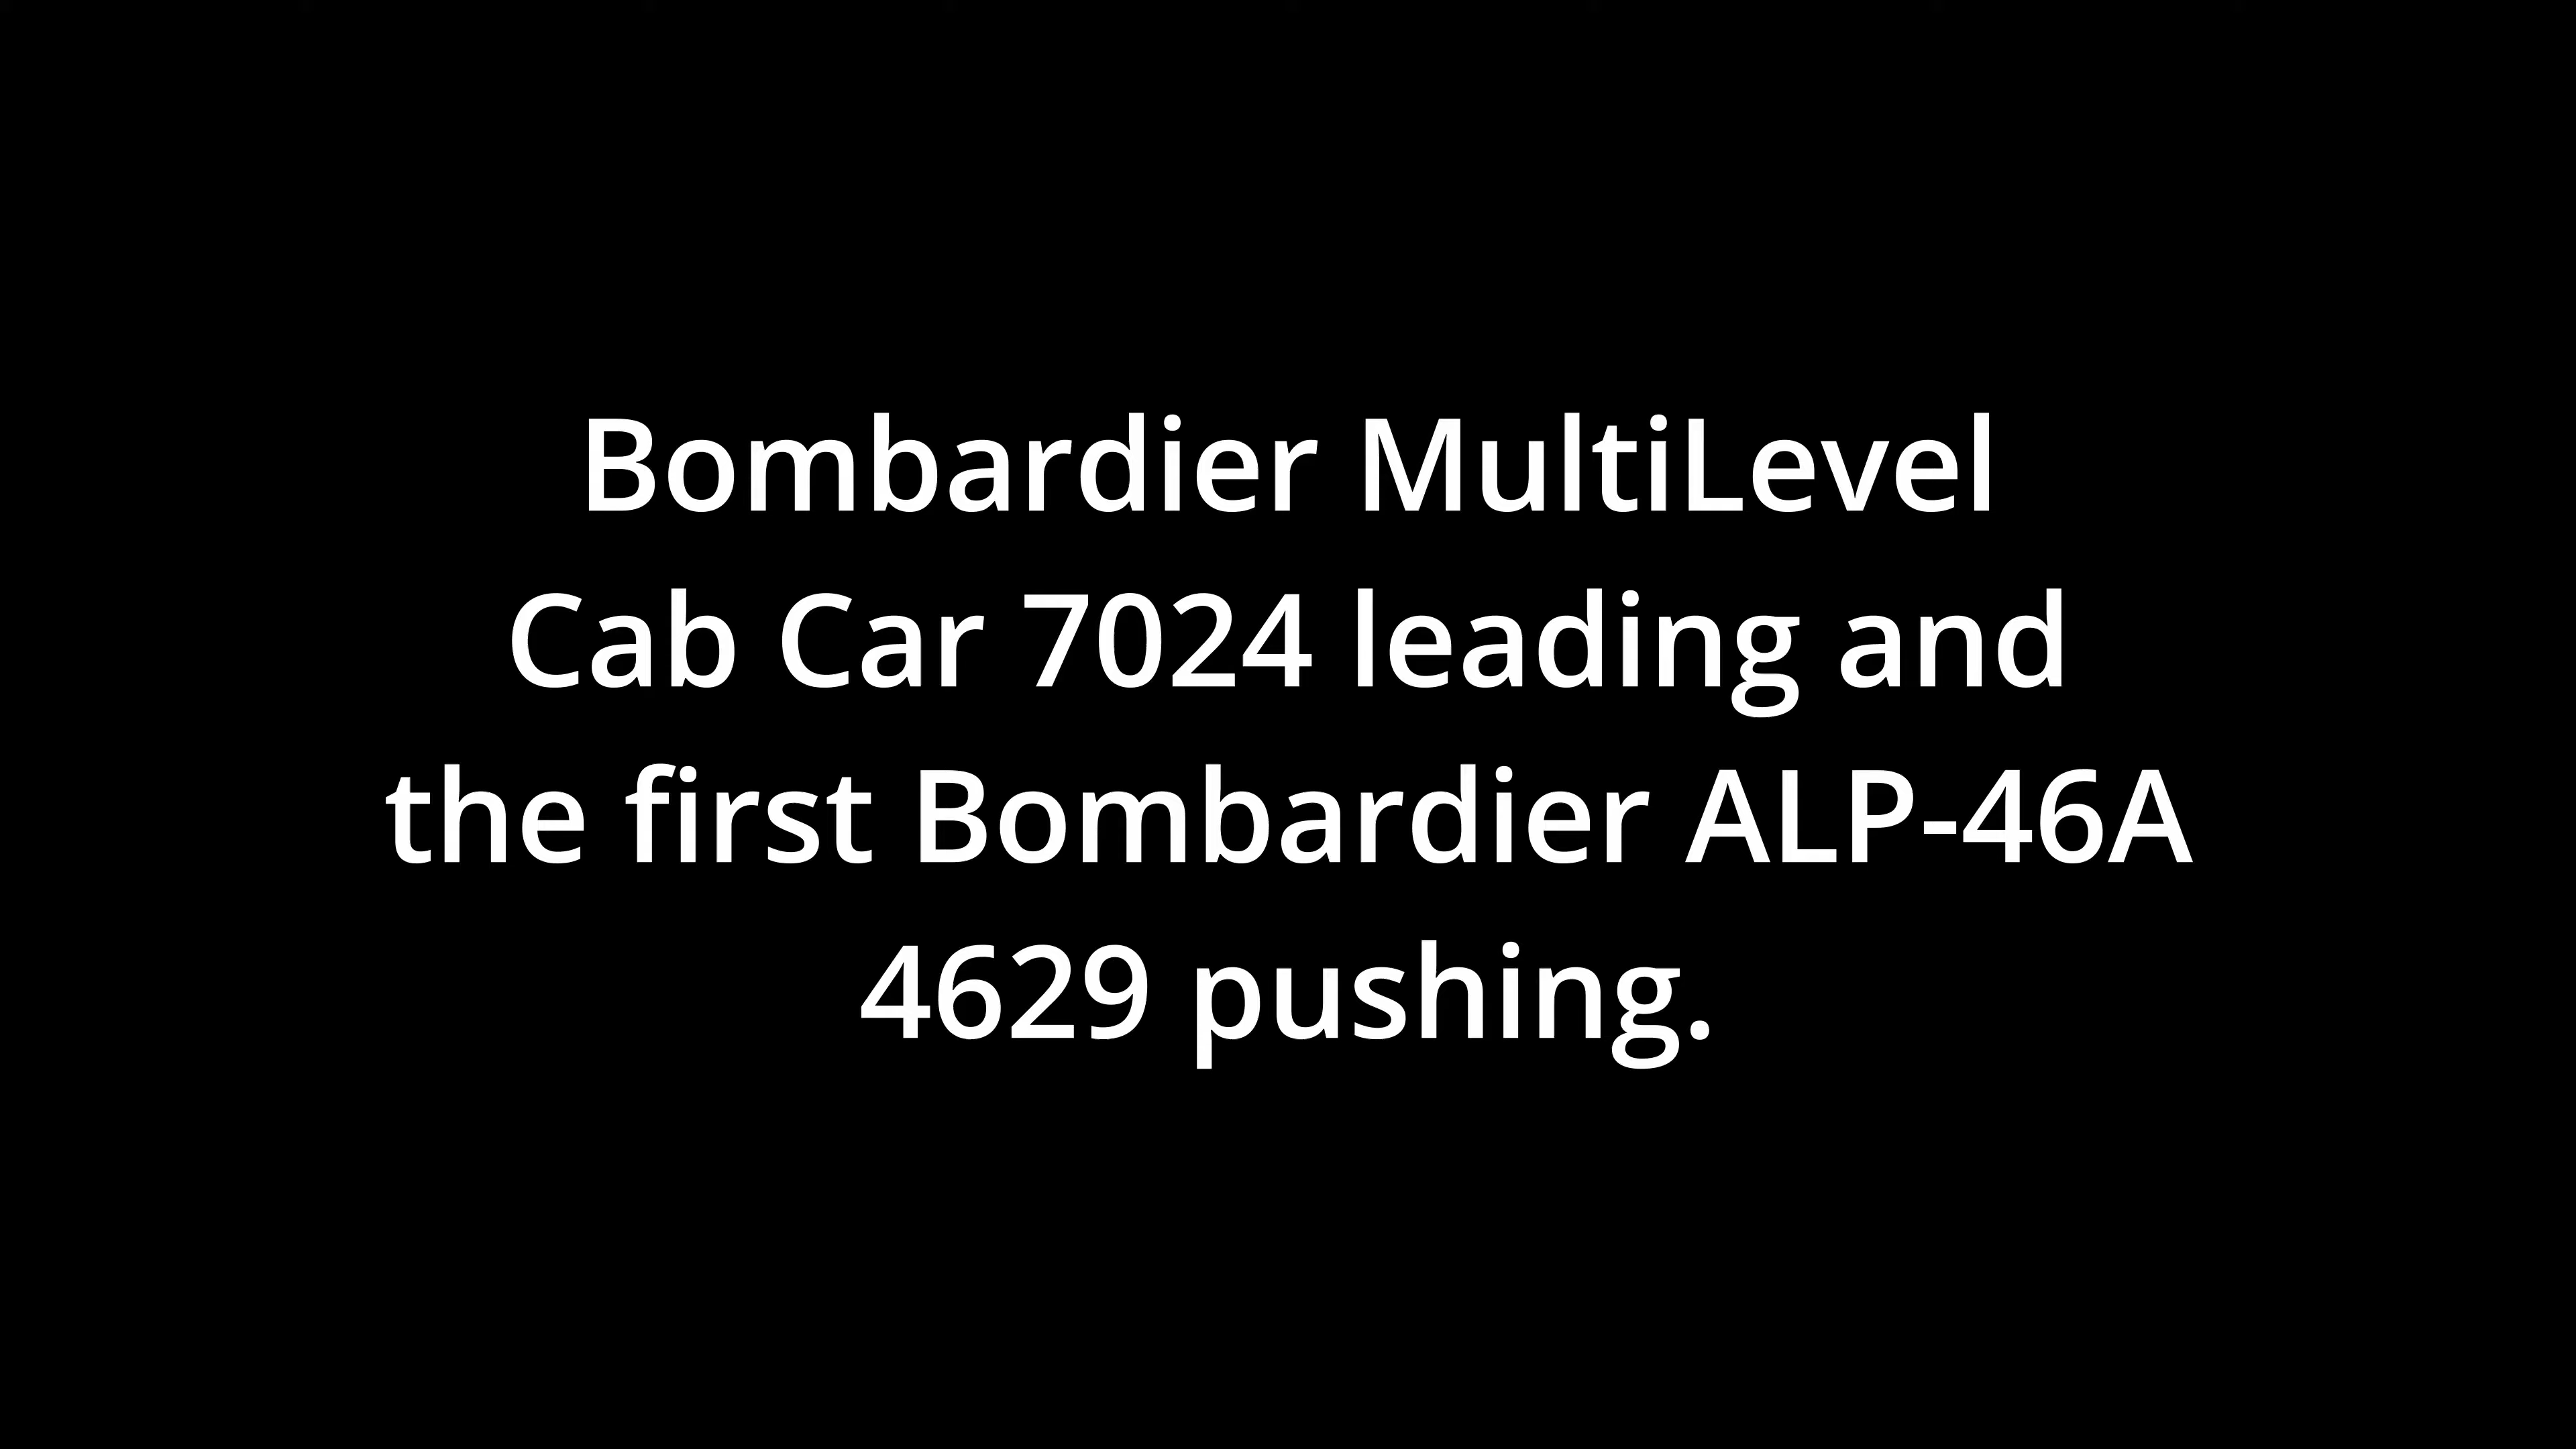 Bombardier MultiLevel
Cab Car 7024 leading and
the first Bombardier ALP-46A
4629 pushing.